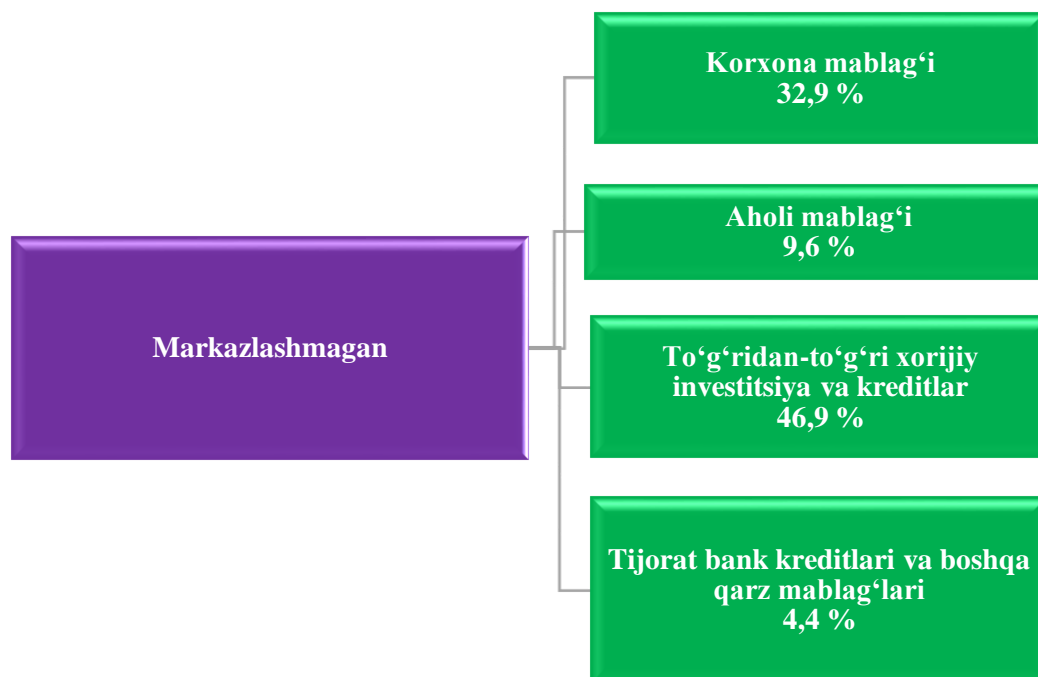 Korxona mablag‘i
32,9 %
Aholi mablag‘i
9,6 %
Markazlashmagan
To‘g‘ridan-to‘g‘ri xorijiy
investitsiya va kreditlar
46,9 %
Tijorat bank kreditlari va boshqa
qarz mablag‘lari
4,4 %